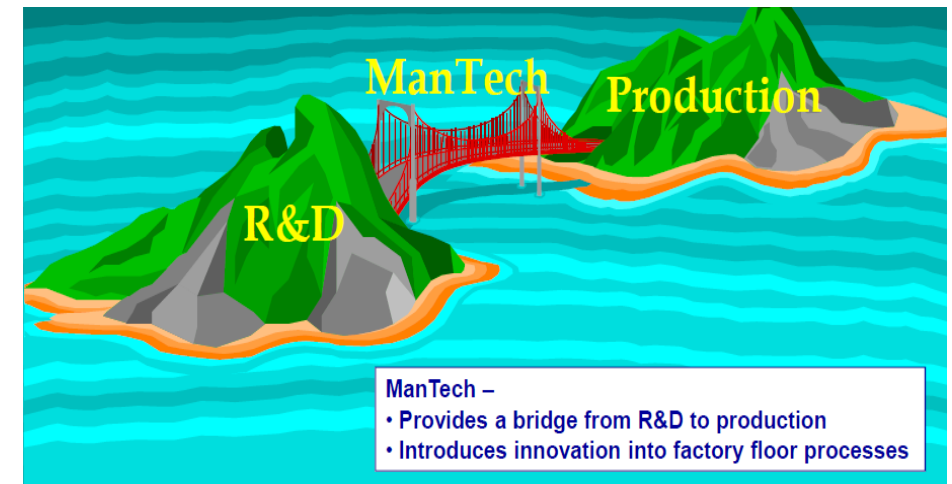 ManTech
Production
R&D
ManTech –
• Provides a bridge from R&D to production
• Introduces innovation into factory floor processes